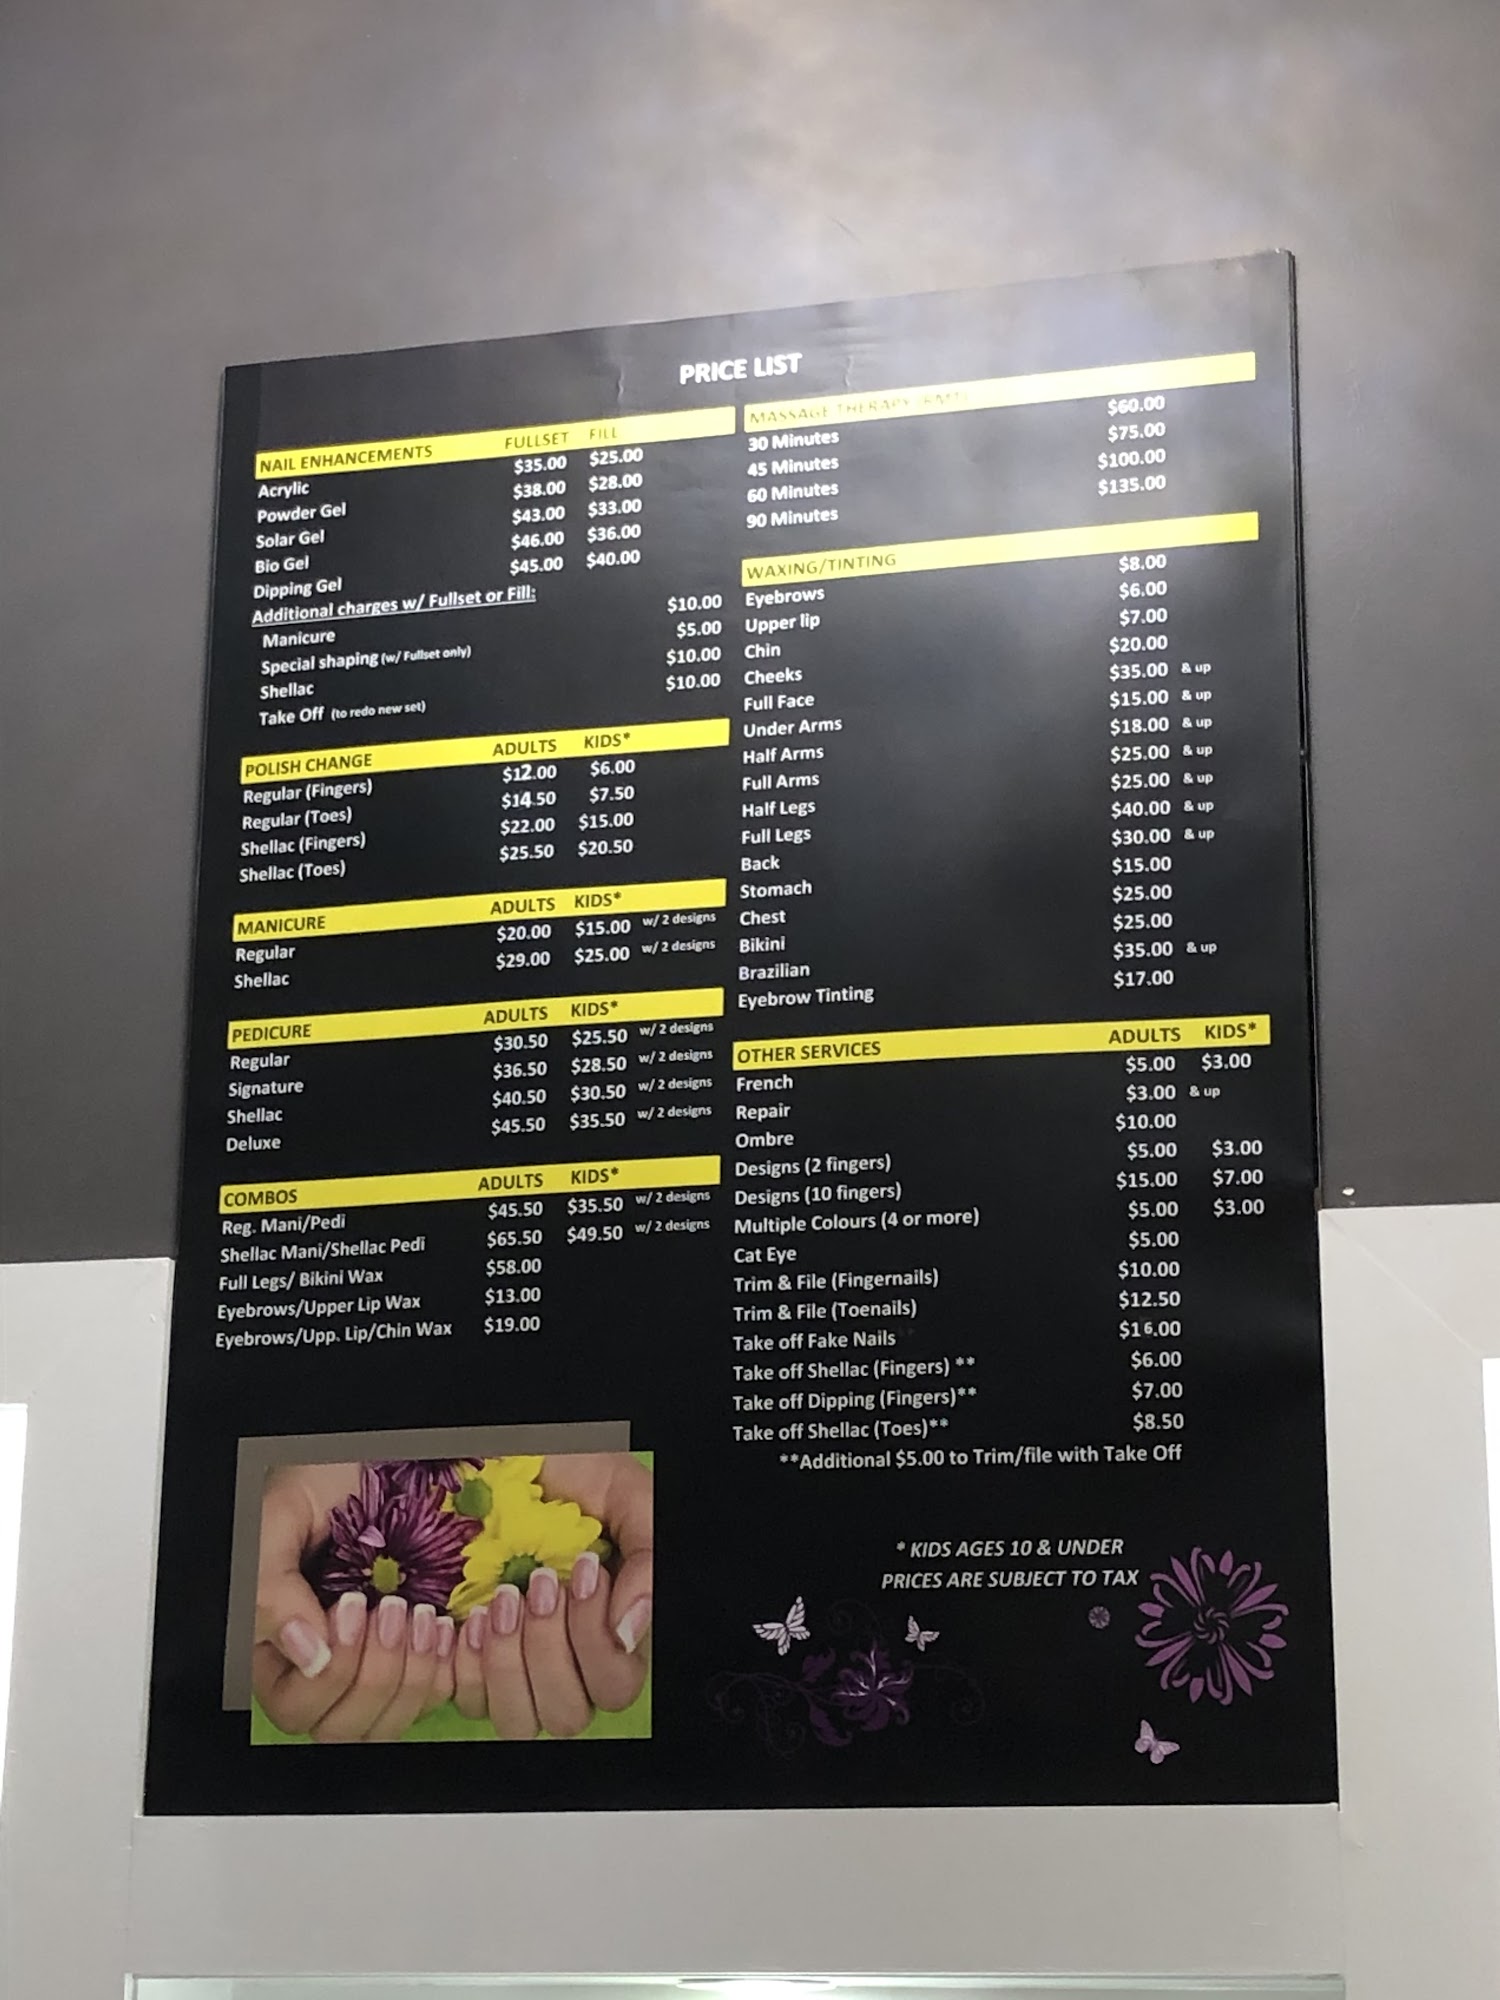 PRICE LIST
NAIL ENHANCEMENTS FULLSET FILL
Acrylic $35.00 $25.00
Powder Gel $38.00 $28.00
Solar Gel $43.00 $33.00
Bio Gel $46.00 $36.00
Dipping Gel $45.00 $40.00
Additional charges w/ Fullset or Fill:
Manicure $10.00
Special shaping (w/ Fullset only) $5.00
Shellac $10.00
Take Off (to redo new set) $10.00
POLISH CHANGE ADULTS KIDS*
Regular (Fingers) $12.00 $6.00
Regular (Toes) $14.50 $7.50
Shellac (Fingers) $22.00 $15.00
Shellac (Toes) $25.50 $20.50
MANICURE ADULTS KIDS*
Regular $20.00 $15.00 w/ 2 designs
Shellac $29.00 $25.00 w/ 2 designs
PEDICURE ADULTS KIDS*
Regular $30.50 $25.50 w/ 2 designs
Signature $36.50 $28.50 w/ 2 designs
Shellac $40.50 $30.50 w/ 2 designs
Deluxe $45.50 $35.50 w/ 2 designs
COMBOS ADULTS KIDS*
Reg. Mani/Pedi $45.50 $35.50 w/ 2 designs
Shellac Mani/Shellac Pedi $65.50 $49.50 w/ 2 designs
Full Legs/ Bikini Wax $58.00
Eyebrows/Upper Lip Wax $13.00
Eyebrows/Upp. Lip/Chin Wax $19.00
MASSAGE THERAPY (RMT)
30 Minutes $60.00
45 Minutes $75.00
60 Minutes $100.00
90 Minutes $135.00
WAXING/TINTING
Eyebrows $8.00
Upper lip $6.00
Chin $7.00
Cheeks $20.00
Full Face $35.00 & up
Under Arms $15.00 & up
Half Arms $18.00 & up
Full Arms $25.00 & up
Half Legs $25.00 & up
Full Legs $40.00 & up
Back $30.00 & up
Stomach $15.00
Chest $25.00
Bikini $25.00
Brazilian $35.00 & up
Eyebrow Tinting $17.00
OTHER SERVICES ADULTS KIDS*
French $5.00 $3.00
Repair $3.00 & up
Ombre $10.00
Designs (2 fingers) $5.00 $3.00
Designs (10 fingers) $15.00 $7.00
Multiple Colours (4 or more) $5.00 $3.00
Cat Eye $5.00
Trim & File (Fingernails) $10.00
Trim & File (Toenails) $12.50
Take off Fake Nails $16.00
Take off Shellac (Fingers) ** $6.00
Take off Dipping (Fingers)** $7.00
Take off Shellac (Toes)** $8.50
**Additional $5.00 to Trim/file with Take Off
* KIDS AGES 10 & UNDER
PRICES ARE SUBJECT TO TAX